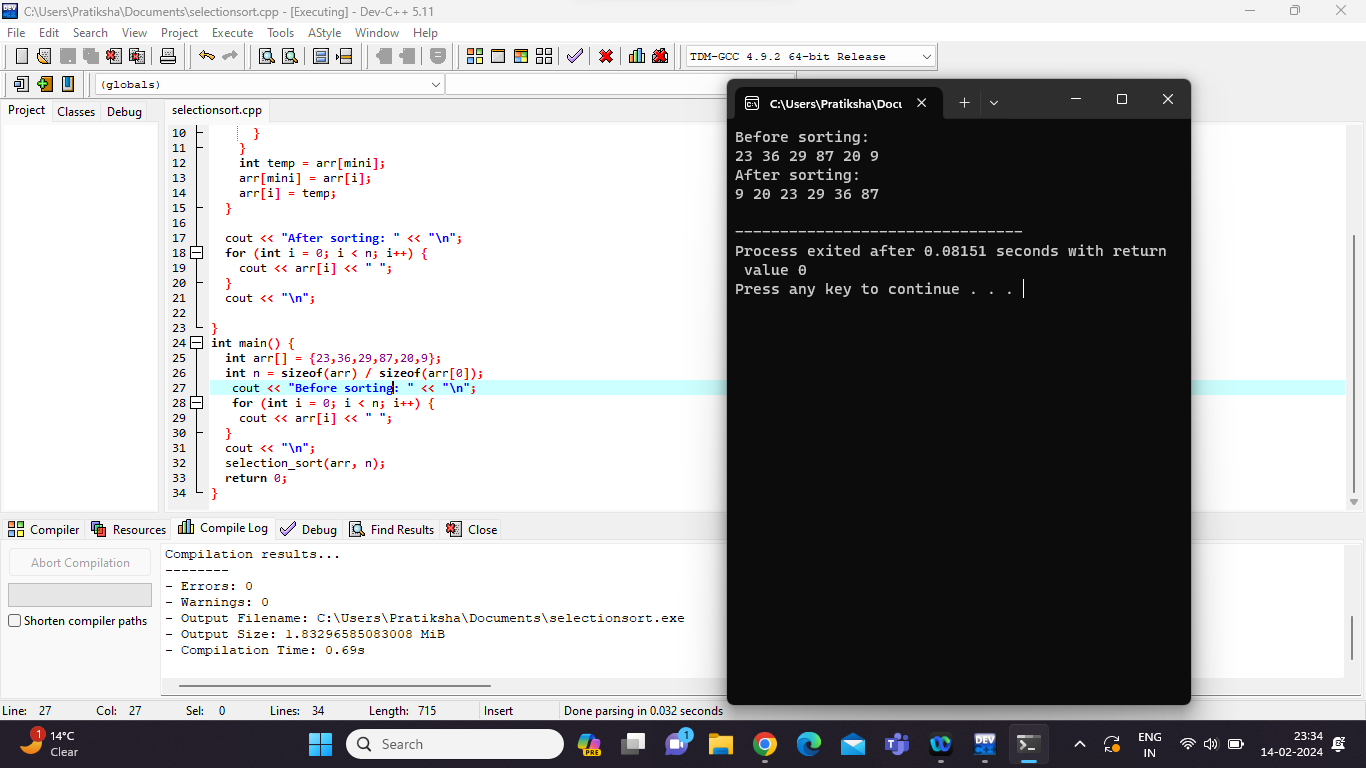 C:\Users\Pratiksha\Documents\selectionsort.cpp - [Executing] - Dev-C++ 5.11
File Edit Search View Project Execute Tools AStyle Window Help
TDM-GCC 4.9.2 64-bit Release
(globals)
Project Classes Debug
selectionsort.cpp
10 }
11 }
12 int temp = arr[mini];
13 arr[mini] = arr[i];
14 arr[i] = temp;
15 }
16
17 cout << "After sorting: " << "\n";
18 for (int i = 0; i < n; i++) {
19 cout << arr[i] << " ";
20 }
21 cout << "\n";
22
23 }
24 int main() {
25 int arr[] = {23,36,29,87,20,9};
26 int n = sizeof(arr) / sizeof(arr[0]);
27 cout << "Before sorting: " << "\n";
28 for (int i = 0; i < n; i++) {
29 cout << arr[i] << " ";
30 }
31 cout << "\n";
32 selection_sort(arr, n);
33 return 0;
34 }
C:\Users\Pratiksha\Docu
Before sorting:
23 36 29 87 20 9
After sorting:
9 20 23 29 36 87
--------------------------------
Process exited after 0.08151 seconds with return
value 0
Press any key to continue . . .
Compiler Resources Compile Log Debug Find Results Close
Abort Compilation
Shorten compiler paths
Compilation results...
--------
- Errors: 0
- Warnings: 0
- Output Filename: C:\Users\Pratiksha\Documents\selectionsort.exe
- Output Size: 1.83296585083008 MiB
- Compilation Time: 0.69s
Line: 27 Col: 27 Sel: 0 Lines: 34 Length: 715 Insert Done parsing in 0.032 seconds
1
14°C
Clear
Search
PRE
1
DEV
ENG
IN
23:34
14-02-2024